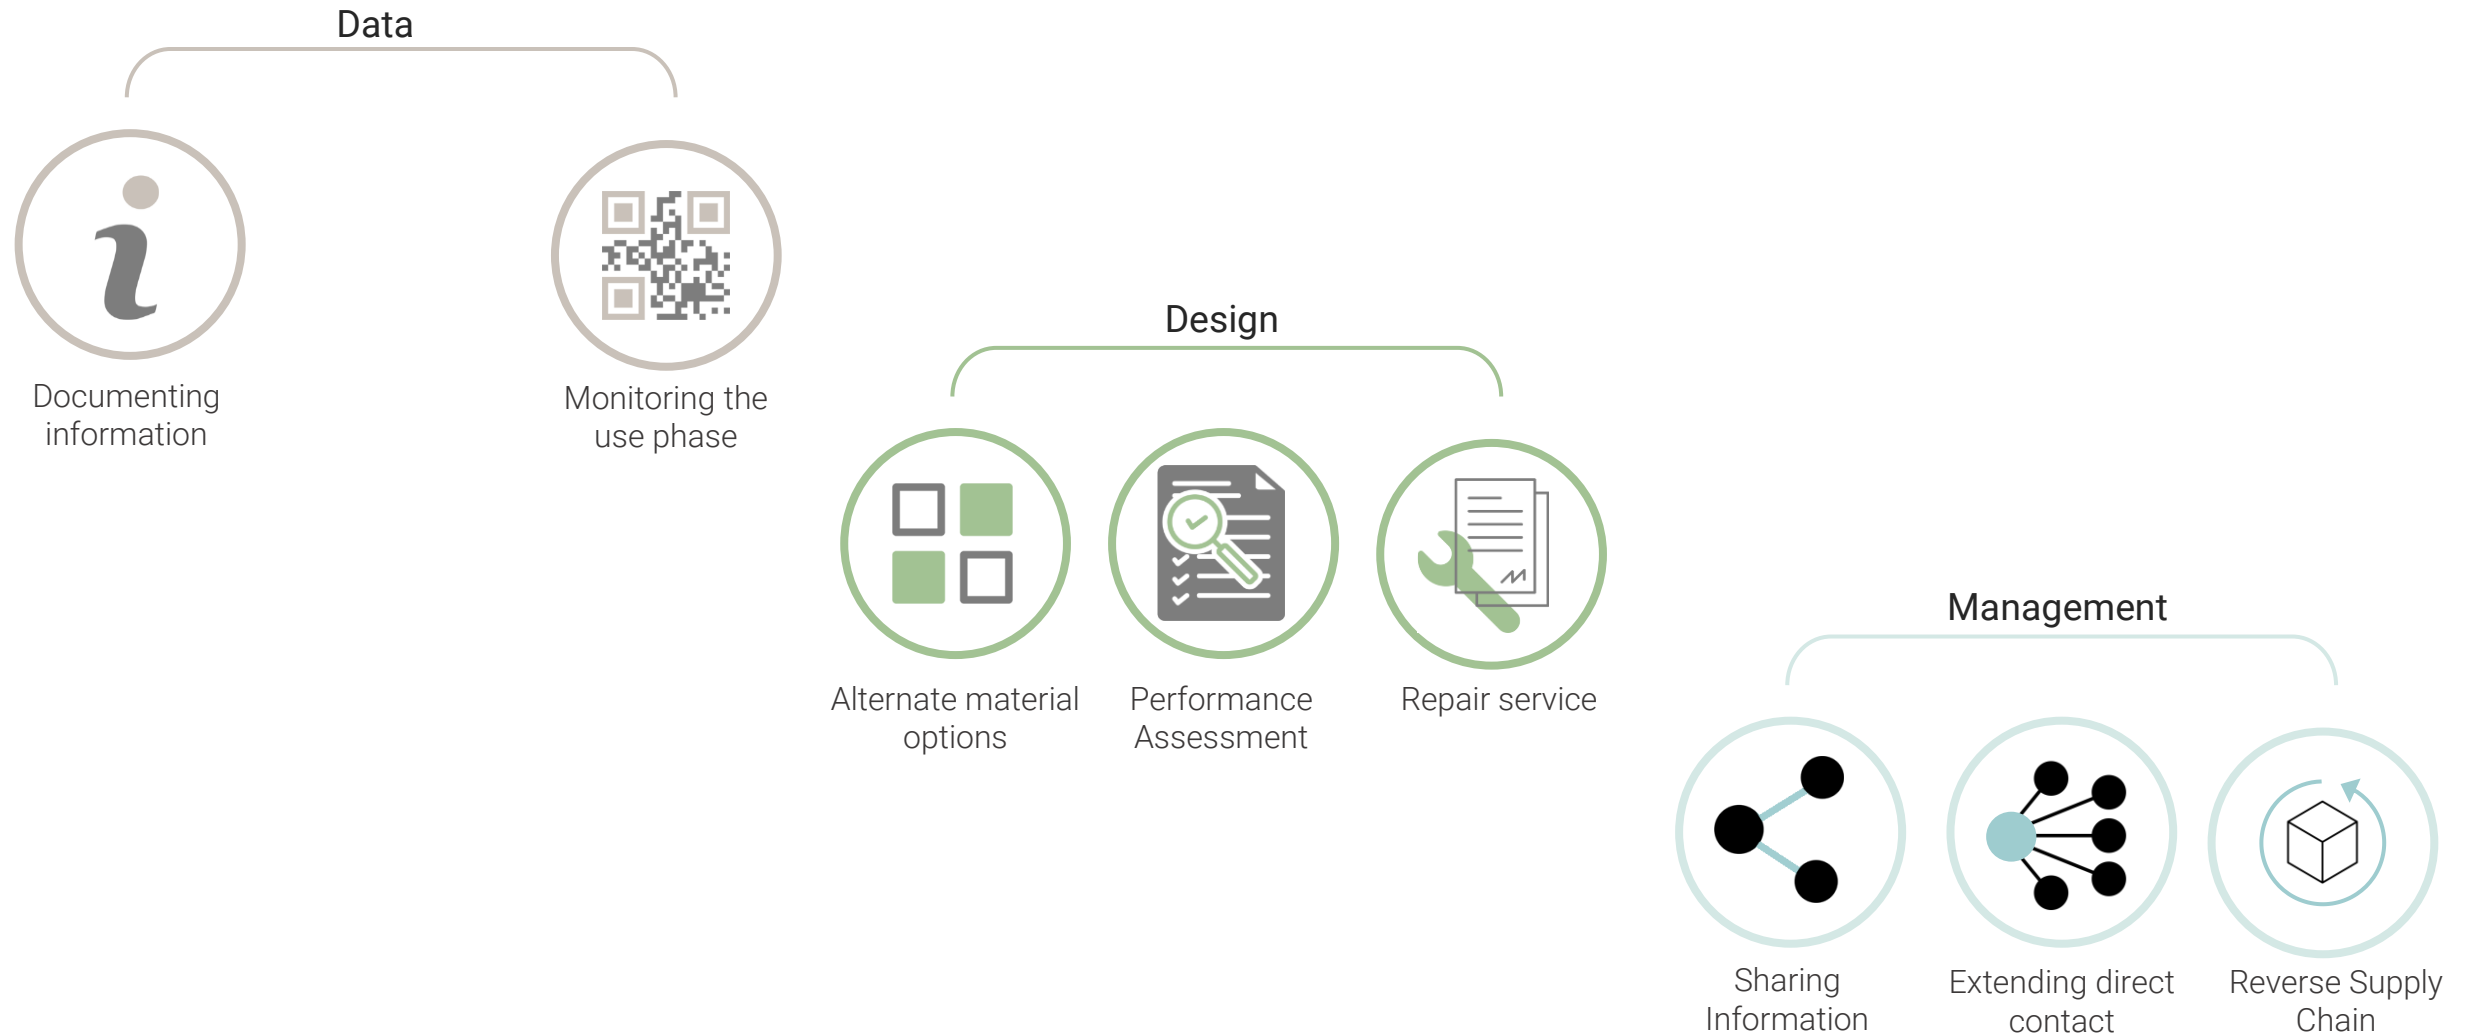 Data
Documenting
information
Monitoring the
use phase
Design
Alternate material
options
Performance
Assessment
Repair service
Management
Sharing
Information
Extending direct
contact
Reverse Supply
Chain